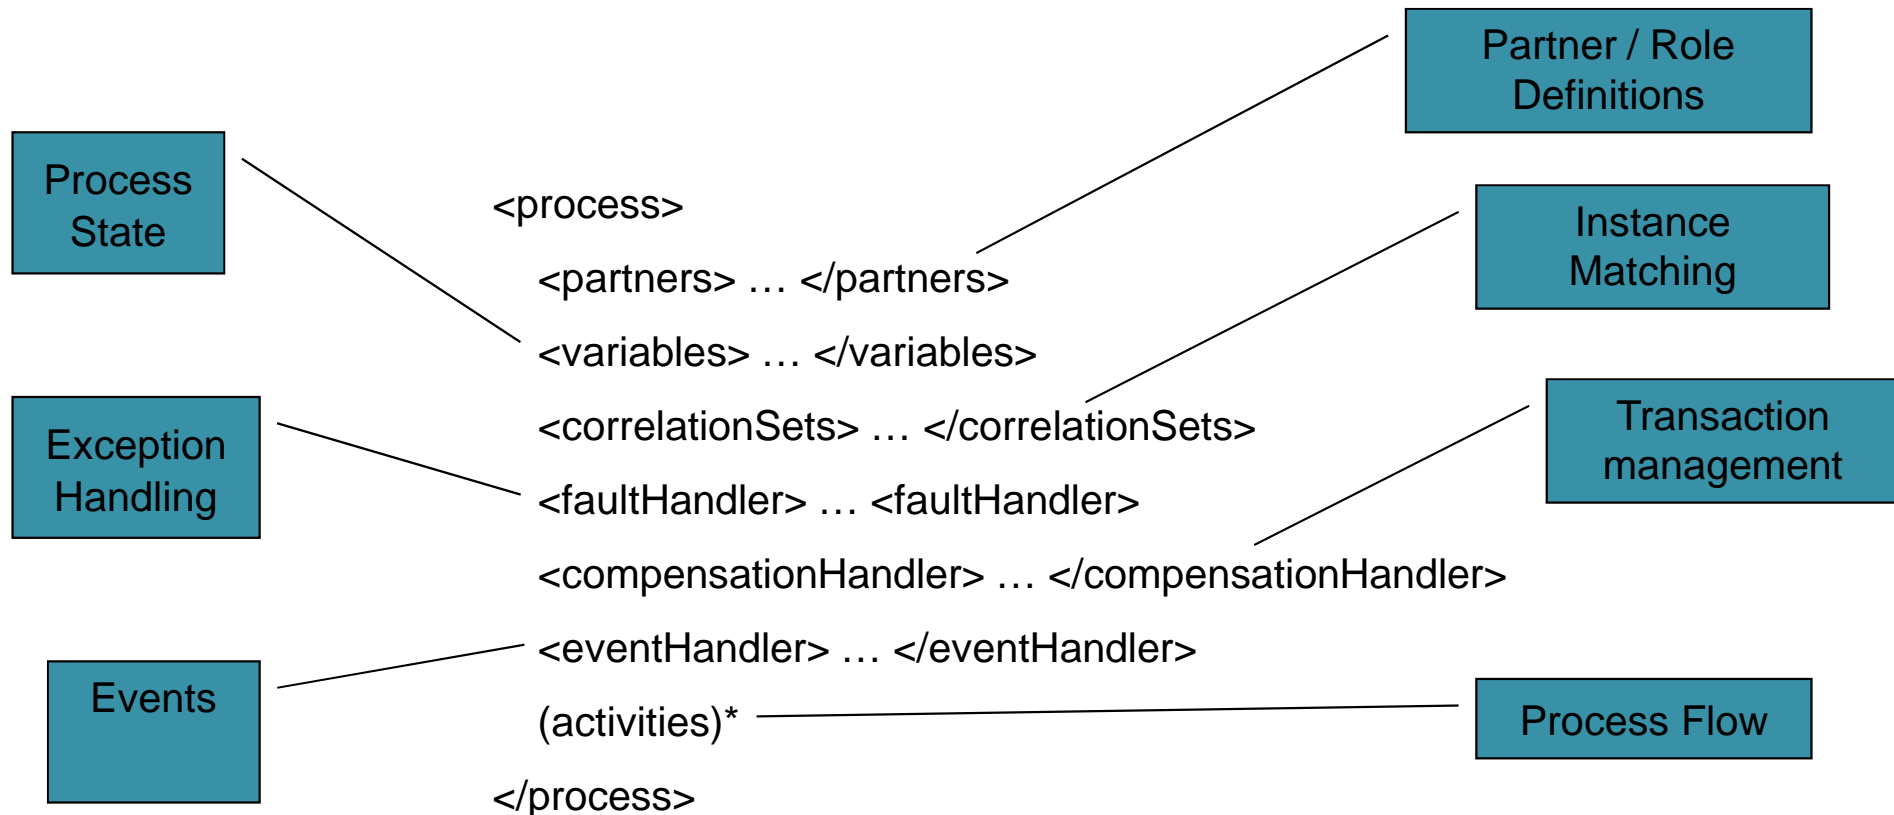 Partner / Role
Definitions
Process
State
<process>
Instance
Matching
<partners> … </partners>
<variables> … </variables>
Exception
Handling
<correlationSets> … </correlationSets>
Transaction
management
<faultHandler> … <faultHandler>
<compensationHandler> … </compensationHandler>
<eventHandler> … </eventHandler>
Events
(activities)*
Process Flow
</process>